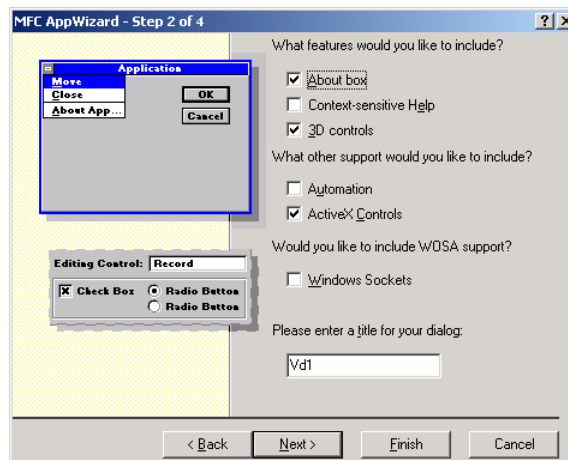 MFC AppWizard - Step 2 of 4
Application
Move
Close
About App...
OK
Cancel
Editing Control: Record
Check Box
Radio Button
Radio Button
What features would you like to include?
About box
Context-sensitive Help
3D controls
What other support would you like to include?
Automation
ActiveX Controls
Would you like to include WOSA support?
Windows Sockets
Please enter a title for your dialog:
Vd1
< Back
Next >
Finish
Cancel